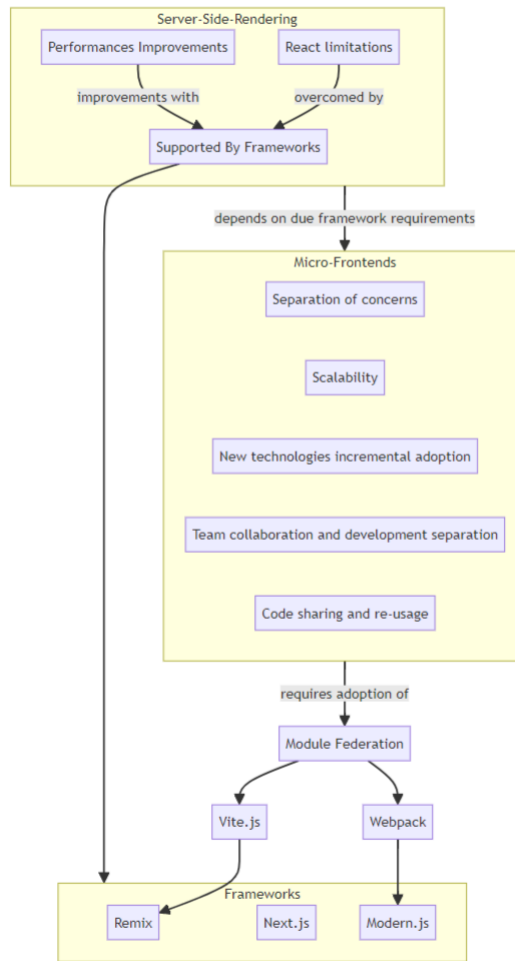 Server-Side-Rendering
Performances Improvements
React limitations
improvements with
overcomed by
Supported By Frameworks
depends on due framework requirements
Micro-Frontends
Separation of concerns
Scalability
New technologies incremental adoption
Team collaboration and development separation
Code sharing and re-usage
requires adoption of
Module Federation
Vite.js
Webpack
Frameworks
Remix
Next.js
Modern.js